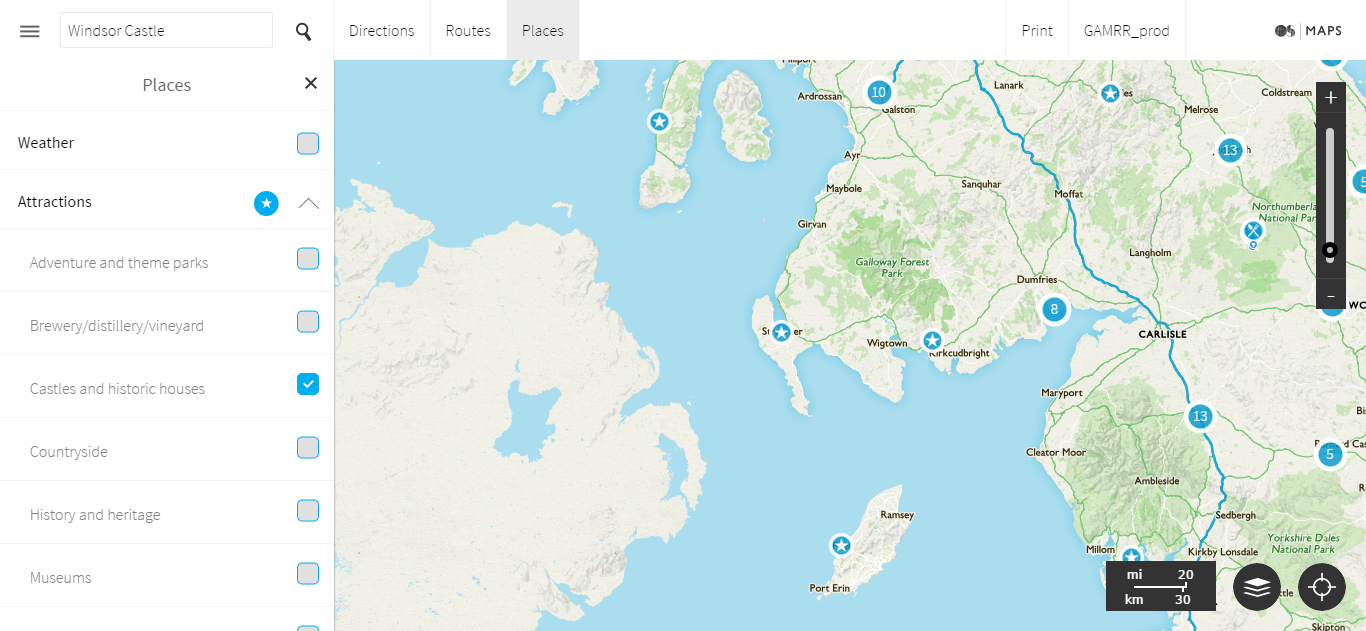 Windsor Castle
Directions
Routes
Places
Print
GAMRR_prod
OS MAPS
Places
Weather
Attractions
Adventure and theme parks
Brewery/distillery/vineyard
Castles and historic houses
Countryside
History and heritage
Museums
10
Lanark
Coldstream
Ardrossan
Galston
Melrose
13
Ayr
5
Maybole
Sanquhar
Moffat
Northumberland
National Park
Girvan
Langholm
Galloway Forest
Park
Dumfries
8
CARLISLE
Wigtown
Kirkcudbright
Maryport
13
Cleator Moor
5
Ambleside
Ramsey
Sedbergh
Yorkshire Dales
National Park
Millom
Kirkby Lonsdale
Port Erin
mi 20
km 30
Skipton
+
-